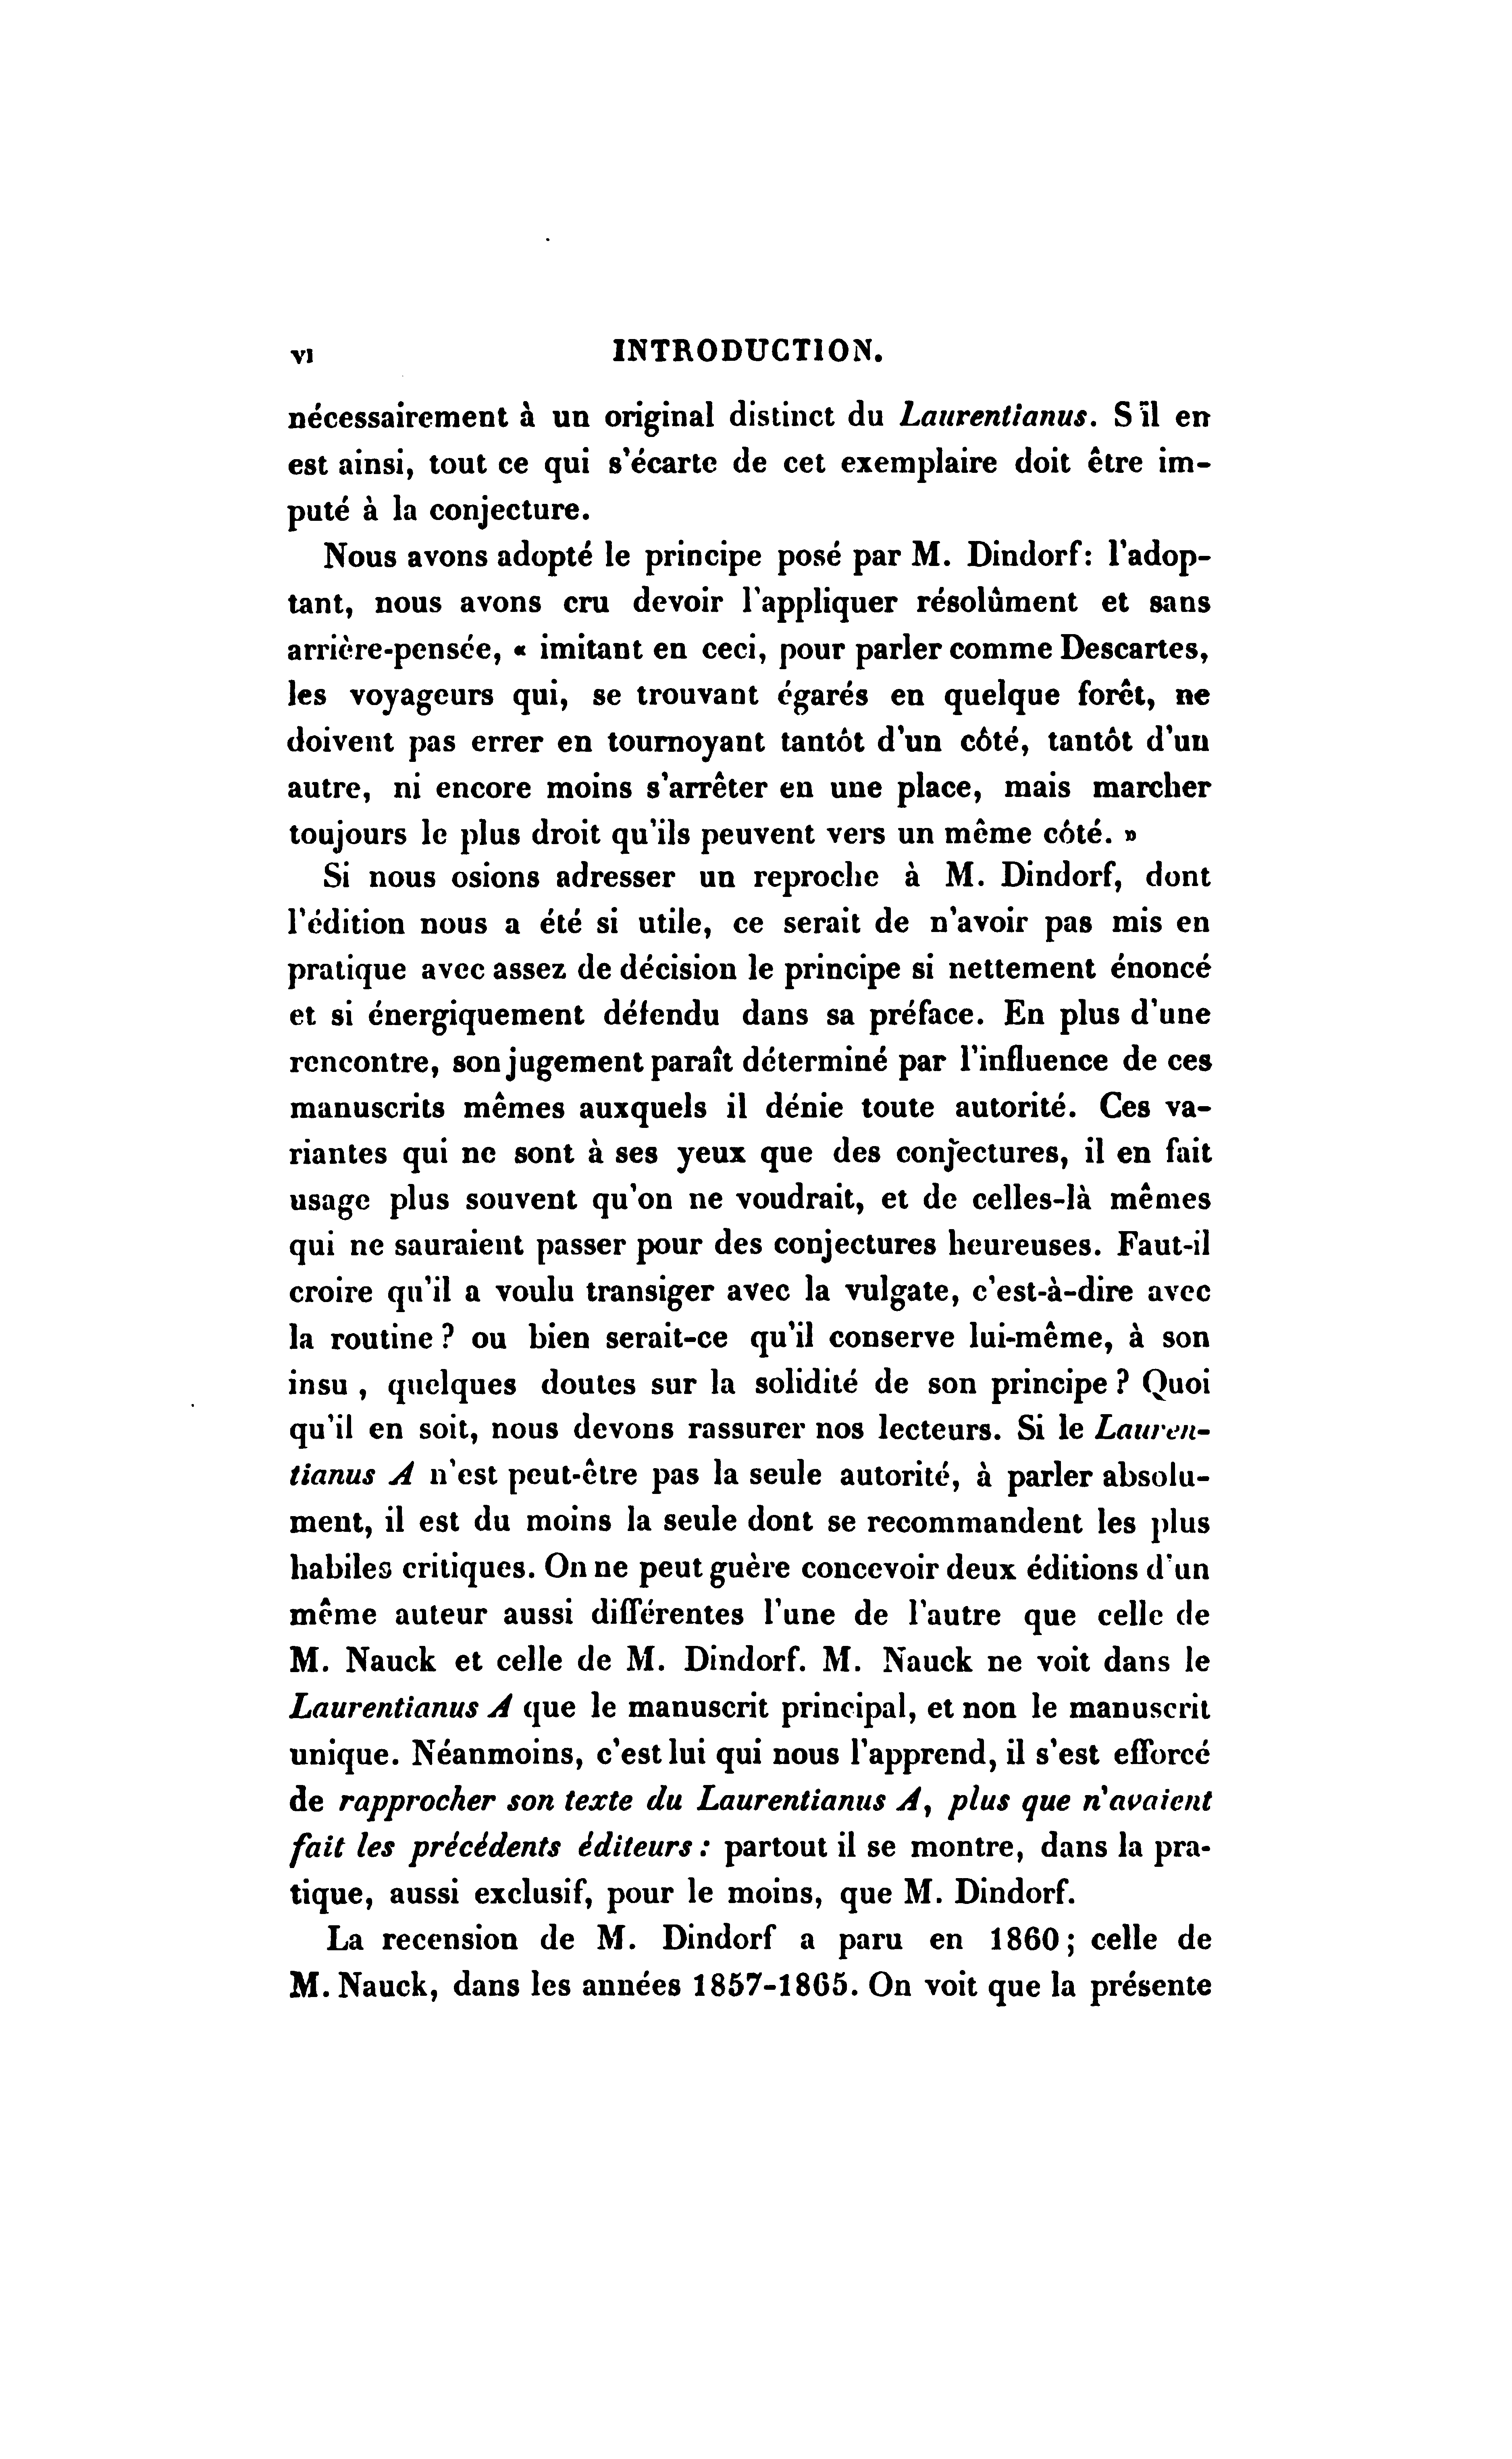 VI INTRODUCTION.
nécessairement à un original distinct du Laurentianus. S'il en
est ainsi, tout ce qui s'écarte de cet exemplaire doit être im-
puté à la conjecture.
Nous avons adopté le principe posé par M. Dindorf: l'adop-
tant, nous avons cru devoir l'appliquer résolûment et sans
arrière-pensée, « imitant en ceci, pour parler comme Descartes,
les voyageurs qui, se trouvant égarés en quelque forêt, ne
doivent pas errer en tournoyant tantôt d'un côté, tantôt d'un
autre, ni encore moins s'arrêter en une place, mais marcher
toujours le plus droit qu'ils peuvent vers un même côté. »
Si nous osions adresser un reproche à M. Dindorf, dont
l'édition nous a été si utile, ce serait de n'avoir pas mis en
pratique avec assez de décision le principe si nettement énoncé
et si énergiquement défendu dans sa préface. En plus d'une
rencontre, son jugement paraît déterminé par l'influence de ces
manuscrits mêmes auxquels il dénie toute autorité. Ces va-
riantes qui ne sont à ses yeux que des conjectures, il en fait
usage plus souvent qu'on ne voudrait, et de celles-là mêmes
qui ne sauraient passer pour des conjectures heureuses. Faut-il
croire qu'il a voulu transiger avec la vulgate, c'est-à-dire avec
la routine ? ou bien serait-ce qu'il conserve lui-même, à son
insu , quelques doutes sur la solidité de son principe ? Quoi
qu'il en soit, nous devons rassurer nos lecteurs. Si le Lauren-
tianus A n'est peut-être pas la seule autorité, à parler absolu-
ment, il est du moins la seule dont se recommandent les plus
habiles critiques. On ne peut guère concevoir deux éditions d'un
même auteur aussi différentes l'une de l'autre que celle de
M. Nauck et celle de M. Dindorf. M. Nauck ne voit dans le
Laurentianus A que le manuscrit principal, et non le manuscrit
unique. Néanmoins, c'est lui qui nous l'apprend, il s'est efforcé
de rapprocher son texte du Laurentianus A, plus que n'avaient
fait les précédents éditeurs : partout il se montre, dans la pra-
tique, aussi exclusif, pour le moins, que M. Dindorf.
La recension de M. Dindorf a paru en 1860; celle de
M. Nauck, dans les années 1857-1865. On voit que la présente